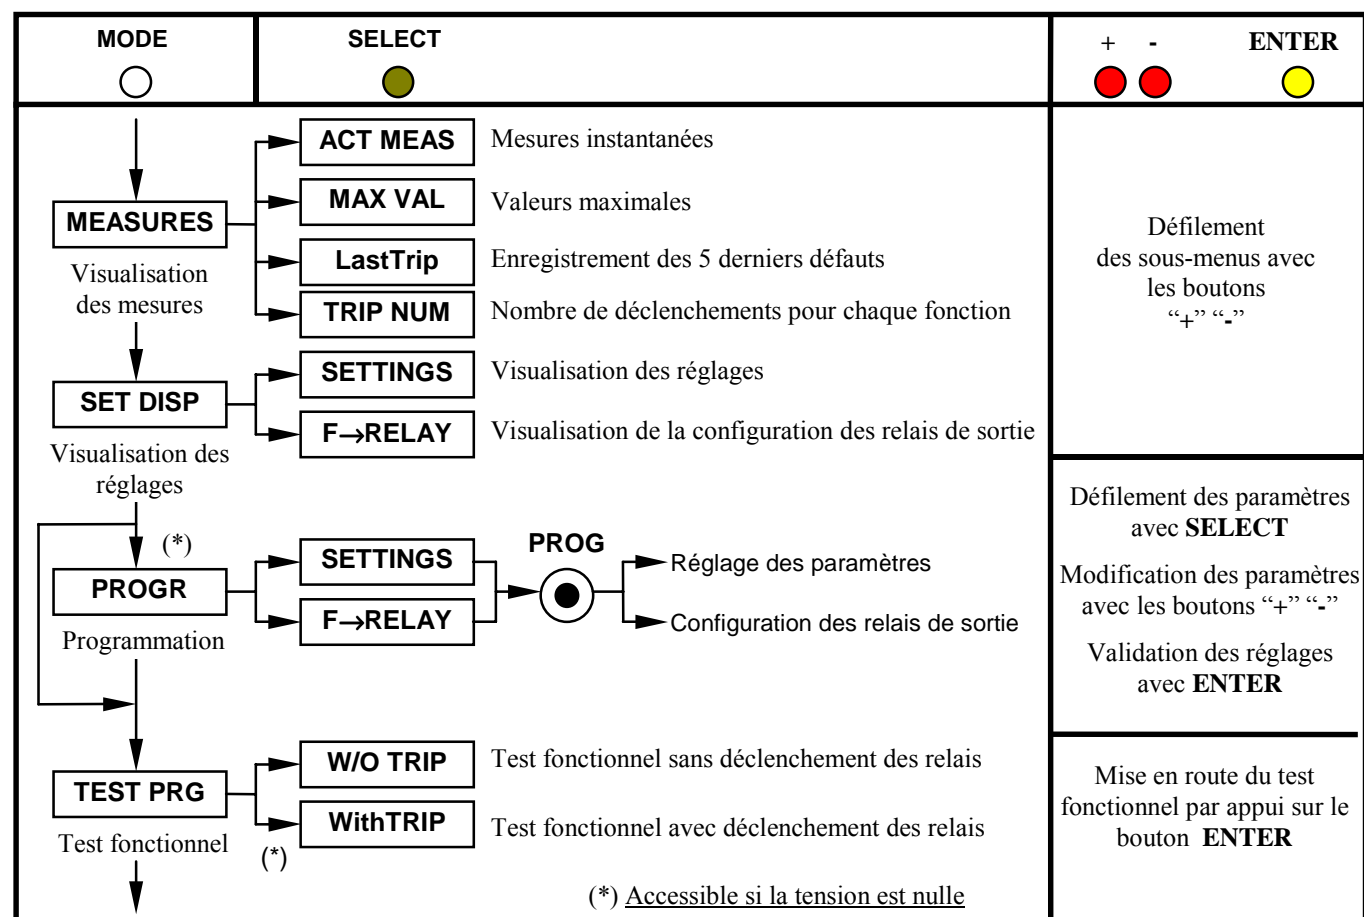 MODE
SELECT
+ -
ENTER
MEASURES
Visualisation
des mesures
ACT MEAS
Mesures instantanées
MAX VAL
Valeurs maximales
LastTrip
Enregistrement des 5 derniers défauts
TRIP NUM
Nombre de déclenchements pour chaque fonction
Défilement
des sous-menus avec
les boutons
“+” “-”
SET DISP
Visualisation des
réglages
SETTINGS
Visualisation des réglages
F→RELAY
Visualisation de la configuration des relais de sortie
(*)
PROGR
Programmation
SETTINGS
F→RELAY
PROG
Réglage des paramètres
Configuration des relais de sortie
Défilement des paramètres
avec SELECT
Modification des paramètres
avec les boutons “+” “-”
Validation des réglages
avec ENTER
TEST PRG
Test fonctionnel
W/O TRIP
Test fonctionnel sans déclenchement des relais
WithTRIP
Test fonctionnel avec déclenchement des relais
(*)
(*) Accessible si la tension est nulle
Mise en route du test
fonctionnel par appui sur le
bouton ENTER